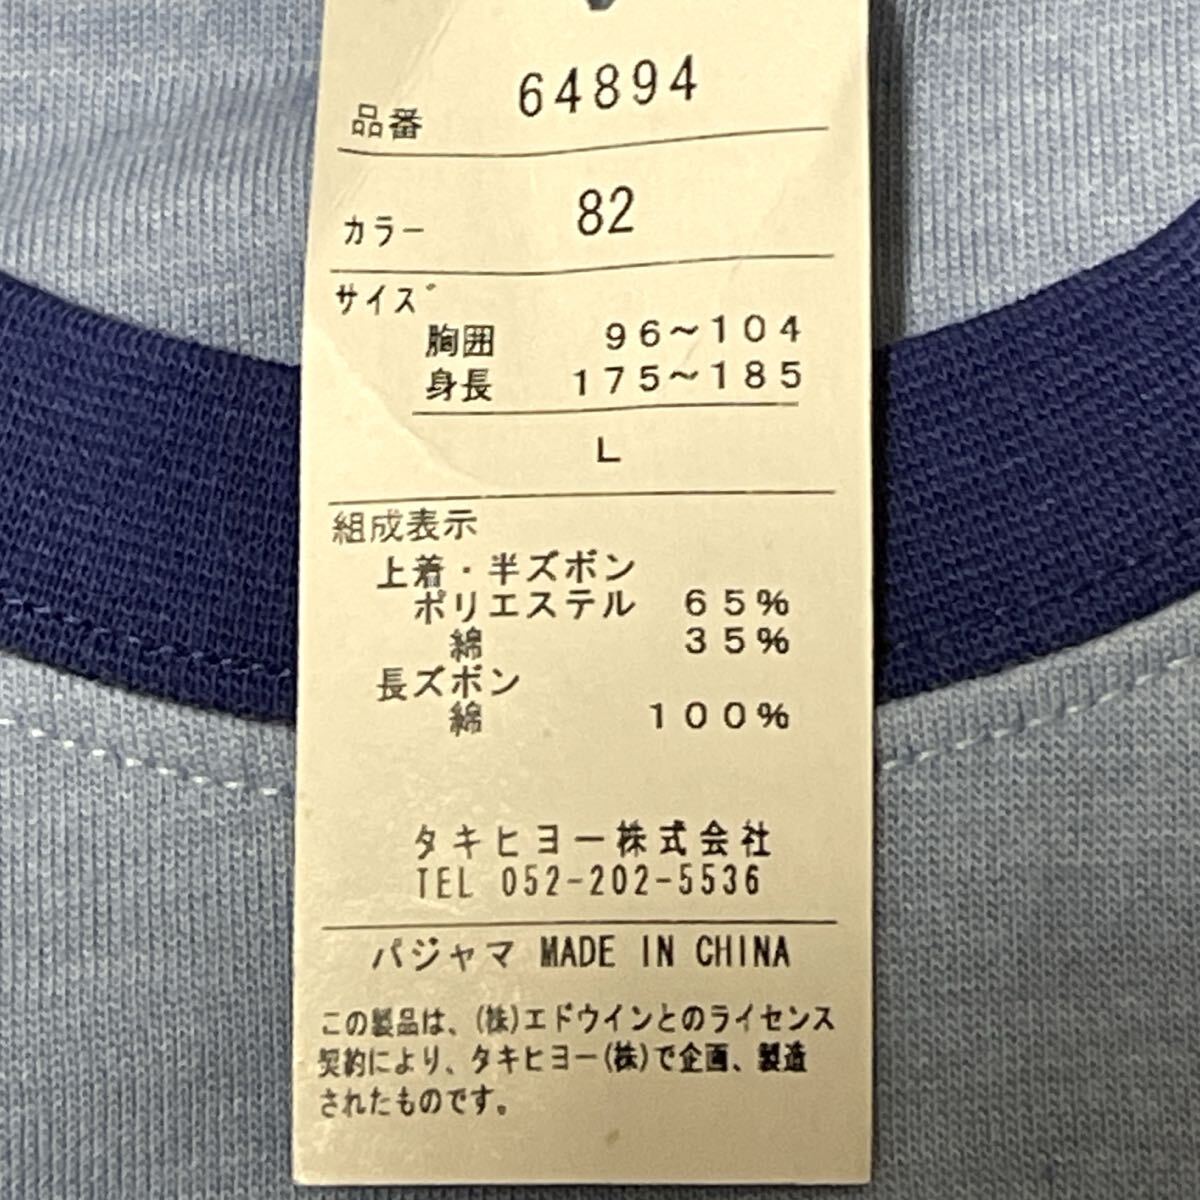 品番 64894
カラー 82
サイズ
胸囲 96～104
身長 175～185
L
組成表示
上着・半ズボン
ポリエステル 65%
綿 35%
長ズボン
綿 100%
タキヒヨー株式会社
TEL 052-202-5536
パジャマ MADE IN CHINA
この製品は、(株)エドウインとのライセンス
契約により、タキヒヨー(株)で企画、製造
されたものです。